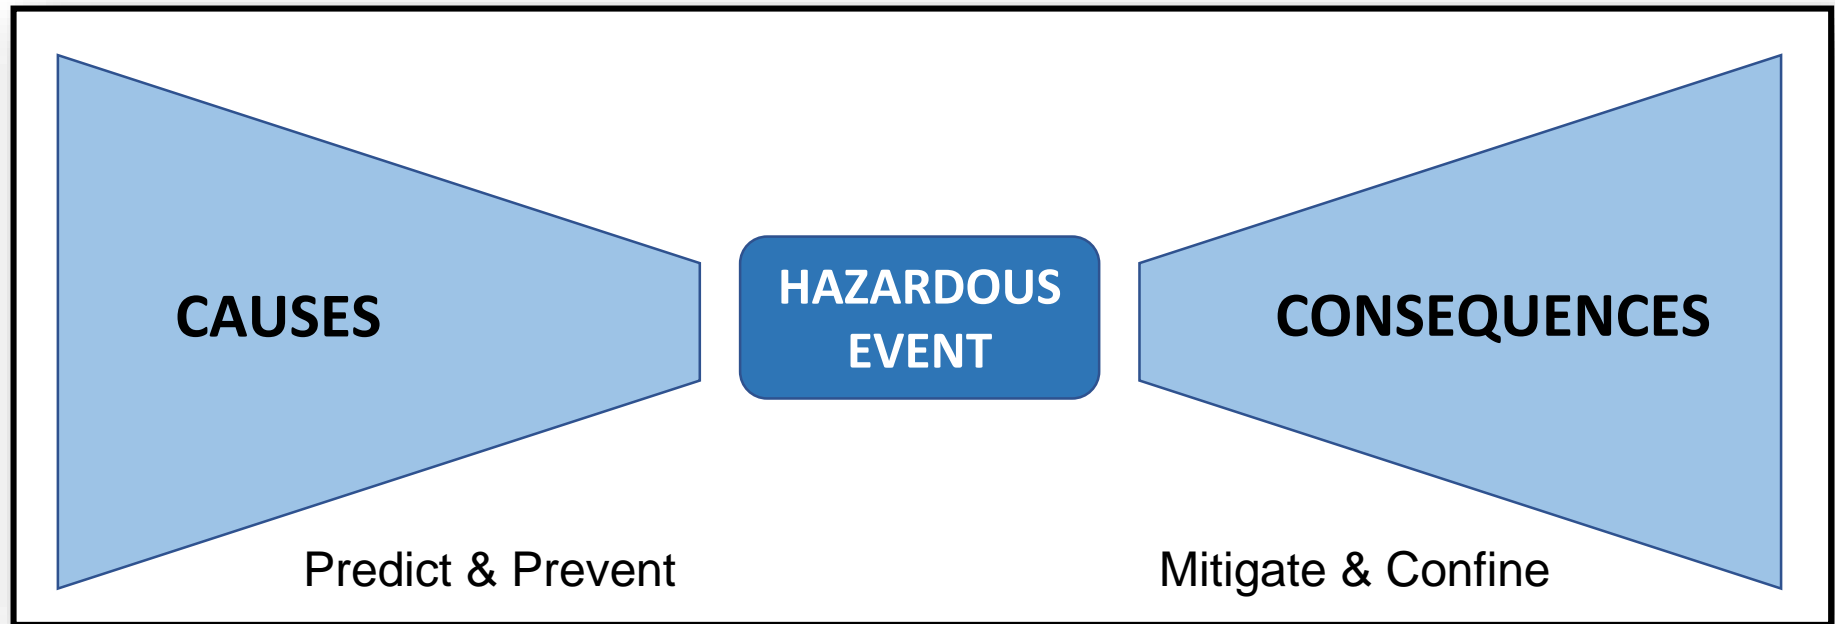 CAUSES
HAZARDOUS
EVENT
CONSEQUENCES
Predict & Prevent
Mitigate & Confine